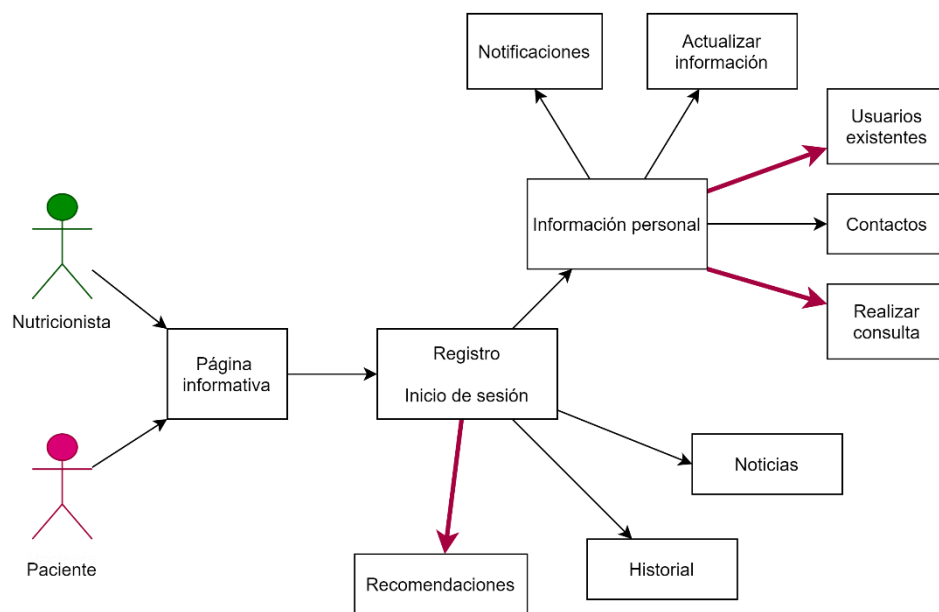 Notificaciones
Actualizar
información
Usuarios
existentes
Información personal
Contactos
Realizar
consulta
Nutricionista
Página
informativa
Registro
Inicio de sesión
Noticias
Paciente
Recomendaciones
Historial